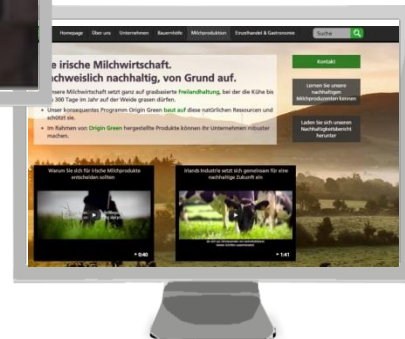 Homepage Über uns Unternehmen Bauernhöfe Milchproduktion Einzelhandel & Gastronomie Suche
e irische Milchwirtschaft.
achweislich nachhaltig, von Grund auf.
Kontakt
nsere Milchwirtschaft setzt ganz auf grasbasierte Freilandhaltung, bei der die Kühe bis
300 Tage im Jahr auf der Weide grasen dürfen.
• Unser konsequentes Programm Origin Green baut auf diese natürlichen Ressourcen und
schützt sie.
• Im Rahmen von Origin Green hergestellte Produkte können Ihr Unternehmen robuster
machen.
Lernen Sie unsere
nachhaltigen
Milchproduzenten kennen
Laden Sie sich unseren
Nachhaltigkeitsbericht
herunter
Warum Sie sich für irische Milchprodukte
entscheiden sollten
0:40
Irlands Industrie setzt sich gemeinsam für eine
nachhaltige Zukunft ein
1:41